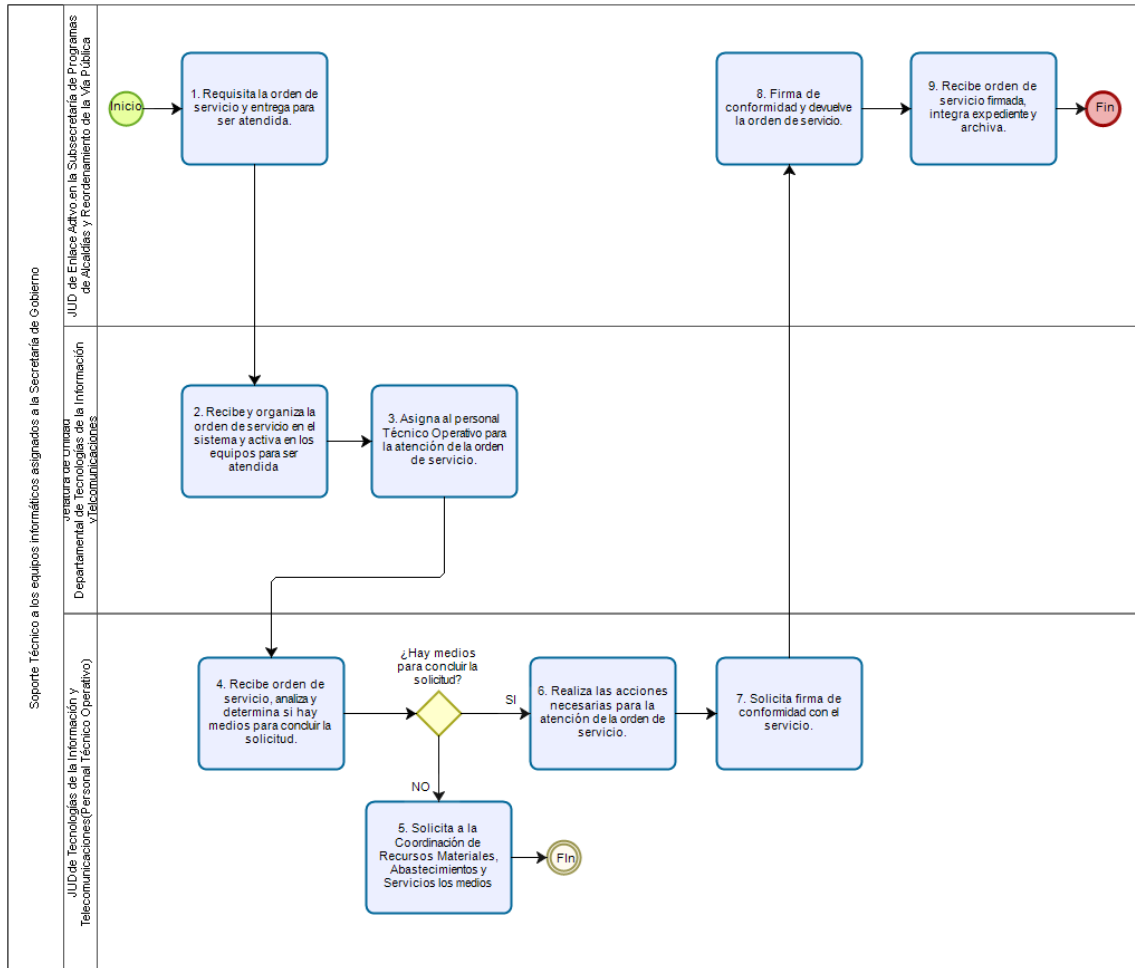 Soporte Técnico a los equipos informáticos asignados a la Secretaría de Gobierno
JUD de Enlace Adtvo.en la Subsecretaría de Programas
de Alcaldías y Reordenamiento de la Vía Pública
Inicio
1. Requisita la orden de
servicio y entrega para
ser atendida.
8. Firma de
conformidad y devuelve
la orden de servicio.
9. Recibe orden de
servicio firmada,
integra expediente y
archiva.
Fin
Jefatura de Unidad
Departamental de Tecnologías de la Información
yTelcomunicaciones
2. Recibe y organiza la
orden de servicio en el
sistema y activa en los
equipos para ser
atendida
3. Asigna al personal
Técnico Operativo para
la atención de la orden
de servicio.
JUDde Tecnologías de la Información y
Telecomunicaciones(Personal Técnico Operativo)
4. Recibe orden de
servicio, analiza y
determina si hay
medios para concluir la
solicitud.
¿Hay medios
para concluir la
solicitud?
SI
NO
6. Realiza las acciones
necesarias para la
atención de la orden de
servicio.
7. Solicita firma de
conformidad con el
servicio.
5. Solicita a la
Coordinación de
Recursos Materiales,
Abastecimientos y
Servicios los medios
FIn